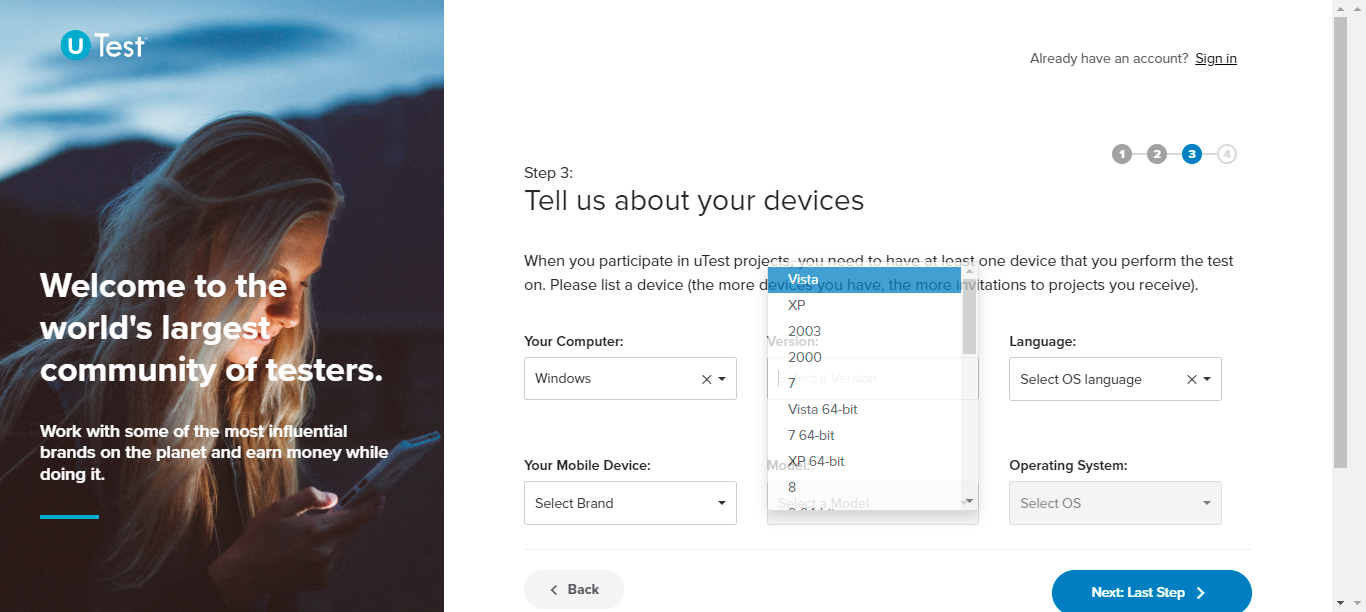 U Test
Already have an account? Sign in
1 2 3 4
Step 3:
Tell us about your devices
When you participate in uTest projects, you need to have at least one device that you perform the test
on. Please list a device (the more devices you have, the more invitations to projects you receive).
Welcome to the
world's largest
community of testers.
Work with some of the most influential
brands on the planet and earn money while
doing it.
Your Computer:
Windows
Version:
Select a Version
Vista
XP
2003
2000
7
Vista 64-bit
7 64-bit
XP 64-bit
8
Language:
Select OS language
Your Mobile Device:
Select Brand
Model:
Select a Model
Operating System:
Select OS
Back
Next: Last Step